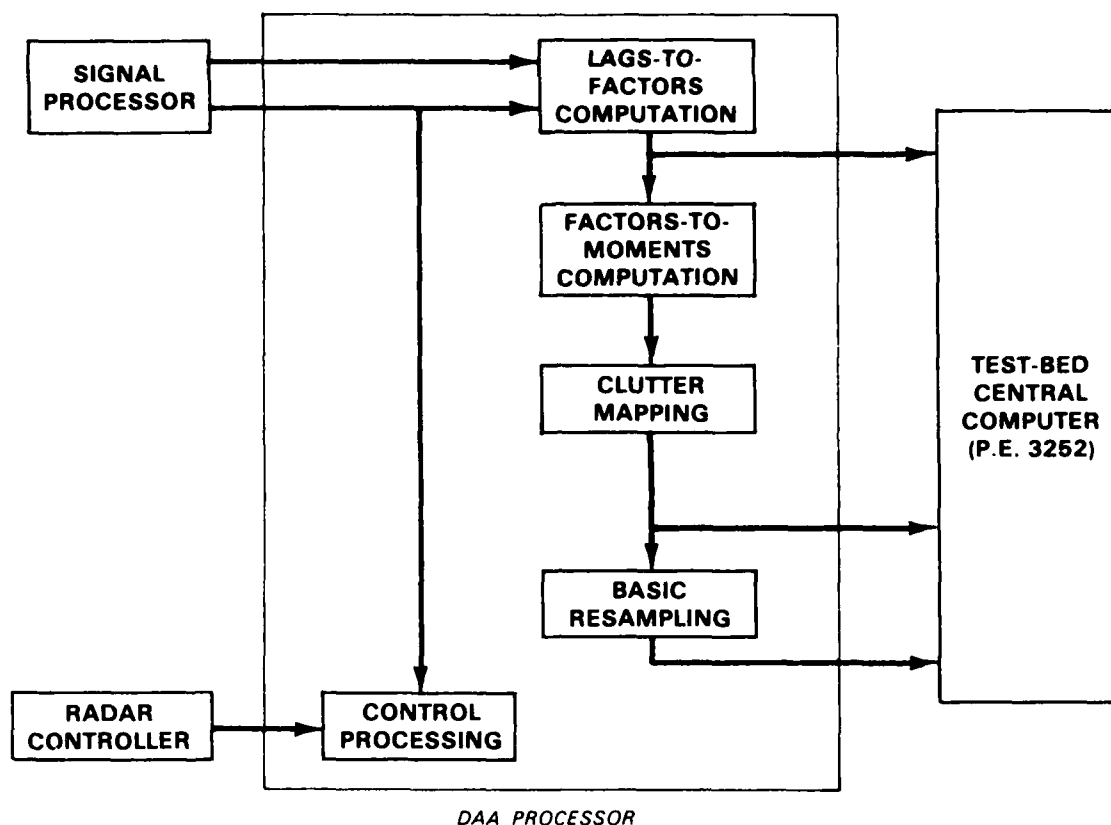 SIGNAL
PROCESSOR
LAGS-TO-
FACTORS
COMPUTATION
FACTORS-TO-
MOMENTS
COMPUTATION
CLUTTER
MAPPING
BASIC
RESAMPLING
TEST-BED
CENTRAL
COMPUTER
(P.E. 3252)
RADAR
CONTROLLER
CONTROL
PROCESSING
DAA PROCESSOR